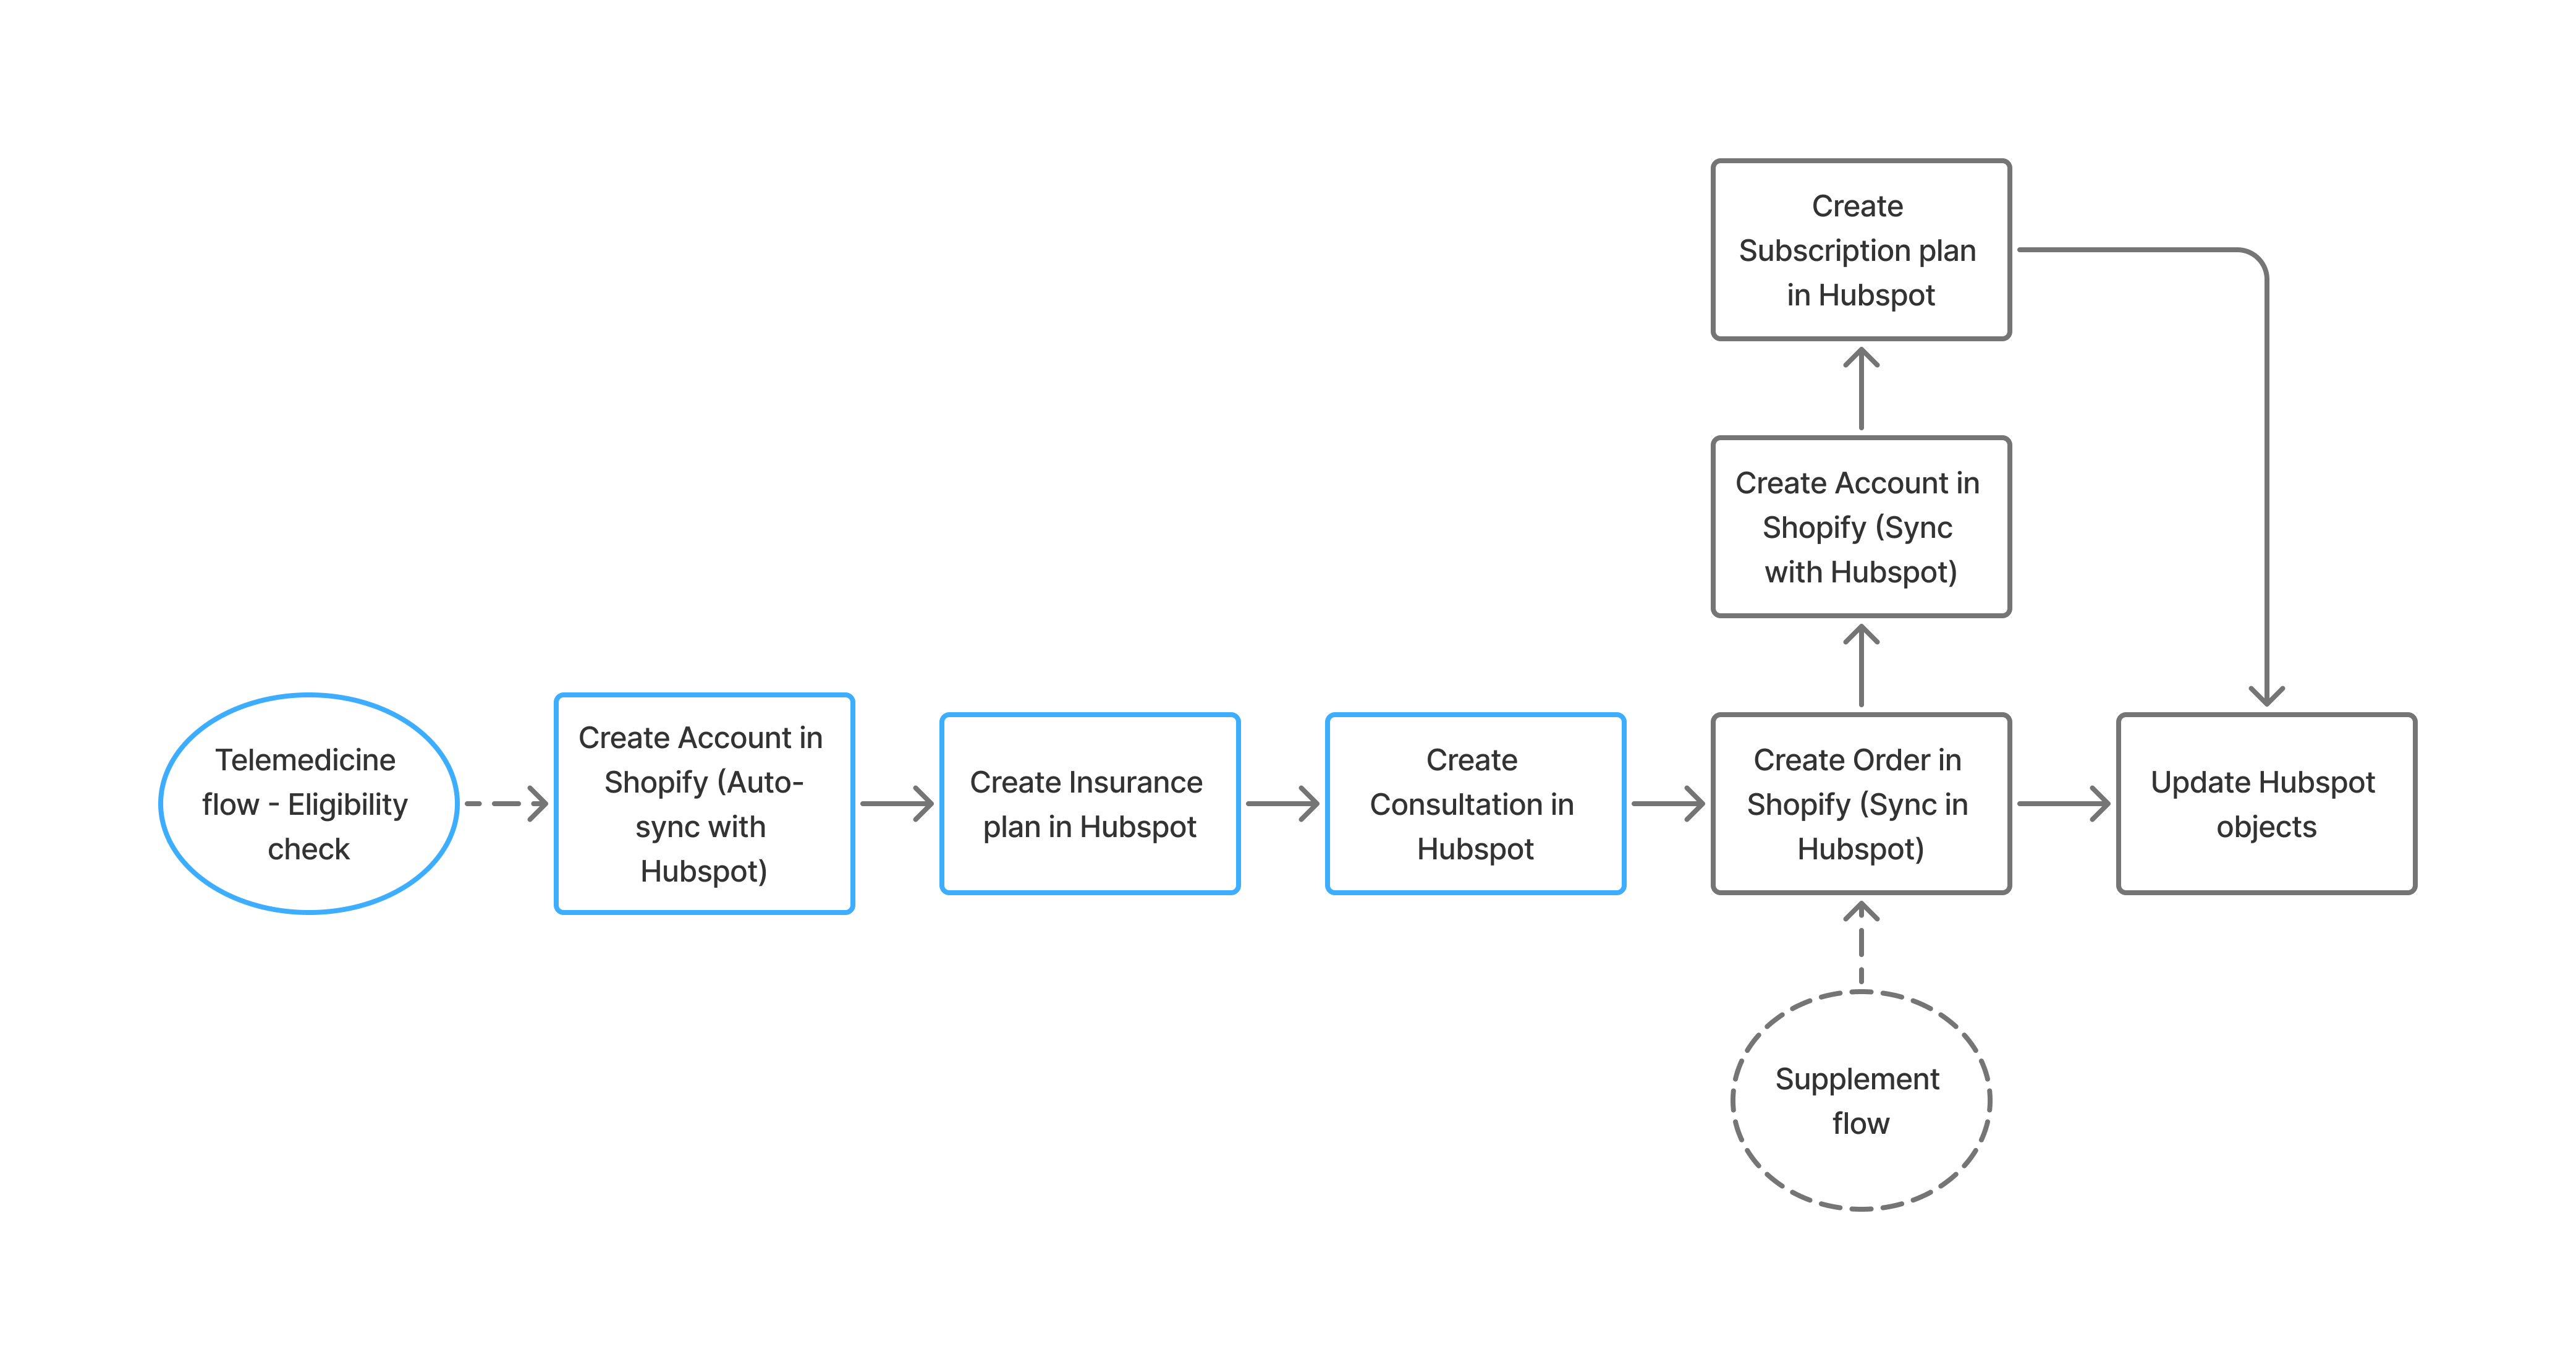 Create
Subscription plan
in Hubspot
Create Account in
Shopify (Sync
with Hubspot)
Telemedicine
flow - Eligibility
check
Create Account in
Shopify (Auto-
sync with
Hubspot)
Create Insurance
plan in Hubspot
Create
Consultation in
Hubspot
Create Order in
Shopify (Sync in
Hubspot)
Update Hubspot
objects
Supplement
flow